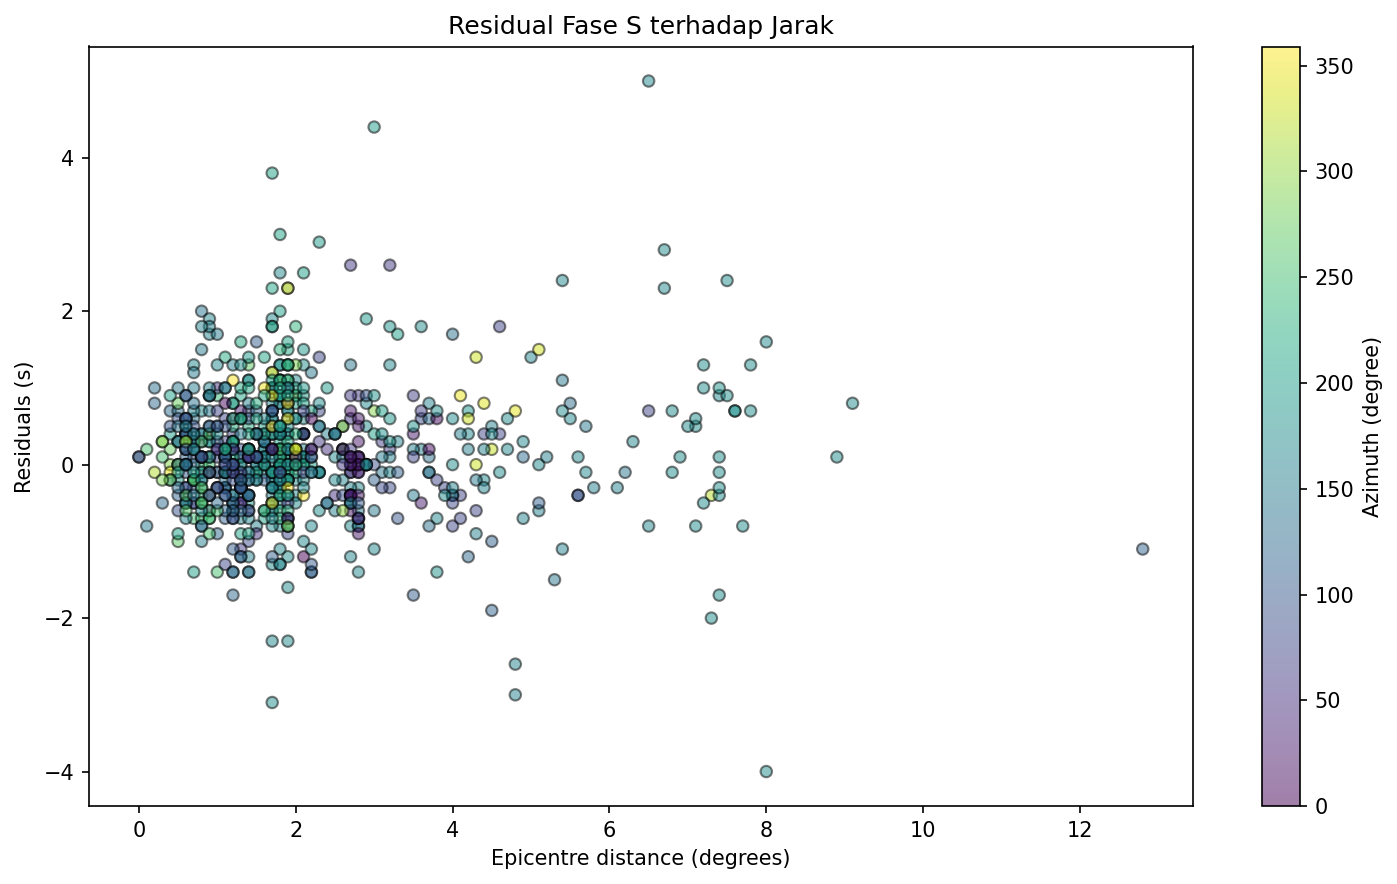 Residual Fase S terhadap Jarak
Residuals (s)
4
2
0
−2
−4
0 2 4 6 8 10 12
Epicentre distance (degrees)
350
300
250
200
150
100
50
0
Azimuth (degree)